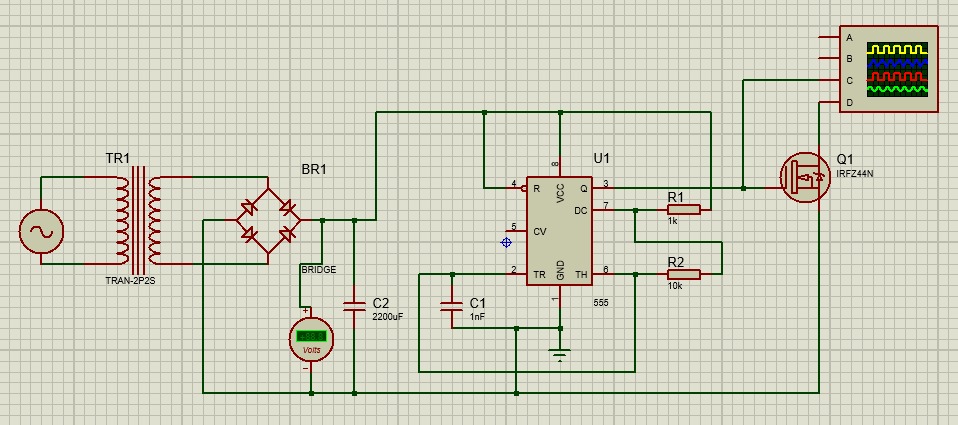 TR1
TRAN-2P2S
BR1
BRIDGE
+
Volts
−
C2
2200uF
C1
1nF
U1
4 R
5 CV
2 TR
8
VCC
GND
1
Q 3
DC 7
TH 6
555
R1
1k
R2
10k
A
B
C
D
Q1
IRFZ44N